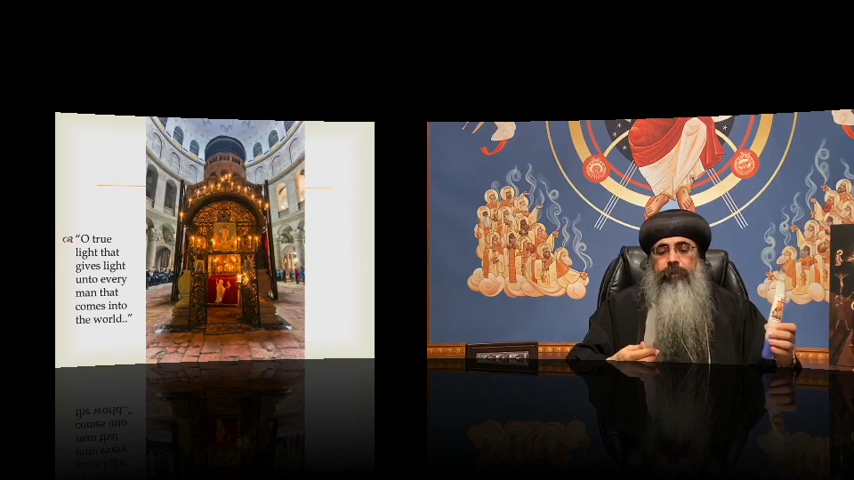 “O true
light that
gives light
unto every
man that
comes into
the world..”